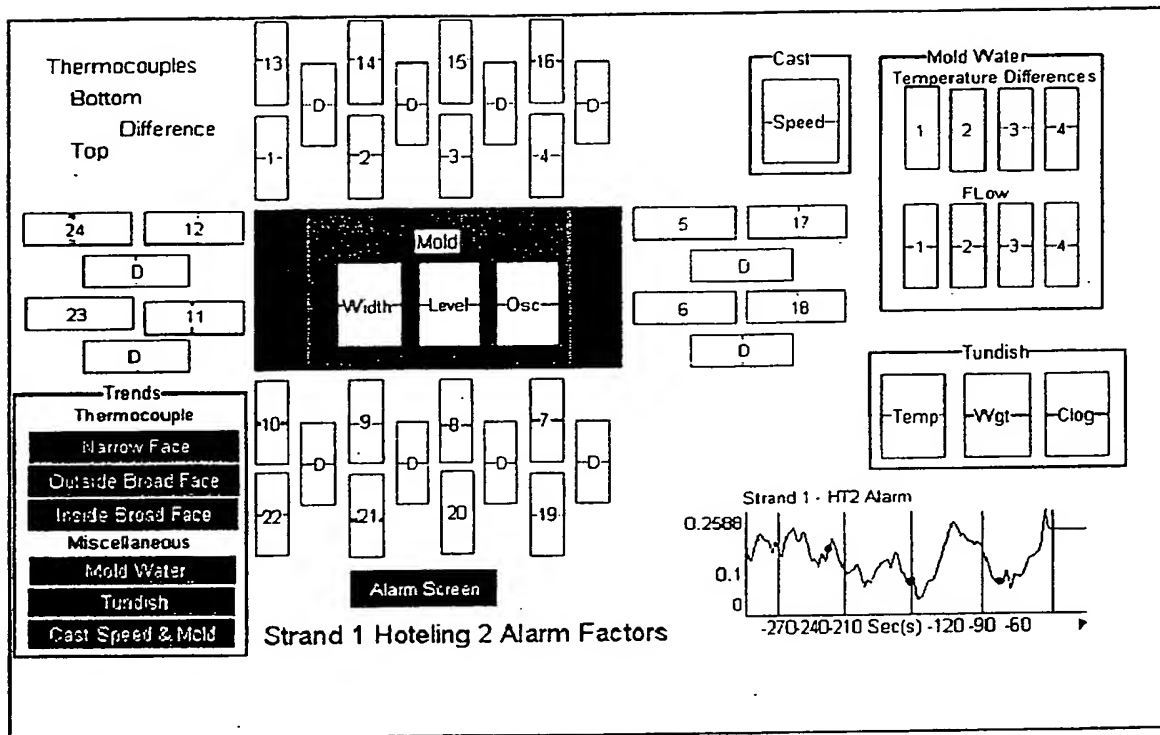 Thermocouples
Bottom
Difference
Top
13 14 15 16
D D D D
1 2 3 4
Cast
Speed
Mold Water
Temperature Differences
1 2 3 4
FLow
1 2 3 4
24 12
D
23 11
D
Mold
Width Level Osc
5 17
D
6 18
D
Tundish
Temp Wgt Clog
Trends
Thermocouple
Narrow Face
Outside Broad Face
Inside Broad Face
Miscellaneous
Mold Water
Tundish
Cast Speed & Mold
10 9 8 7
D D D D
22 21 20 19
Alarm Screen
Strand 1 Hoteling 2 Alarm Factors
Strand 1 - HT2 Alarm
0.2588
0.1
0
-270-240-210 Sec(s) -120 -90 -60